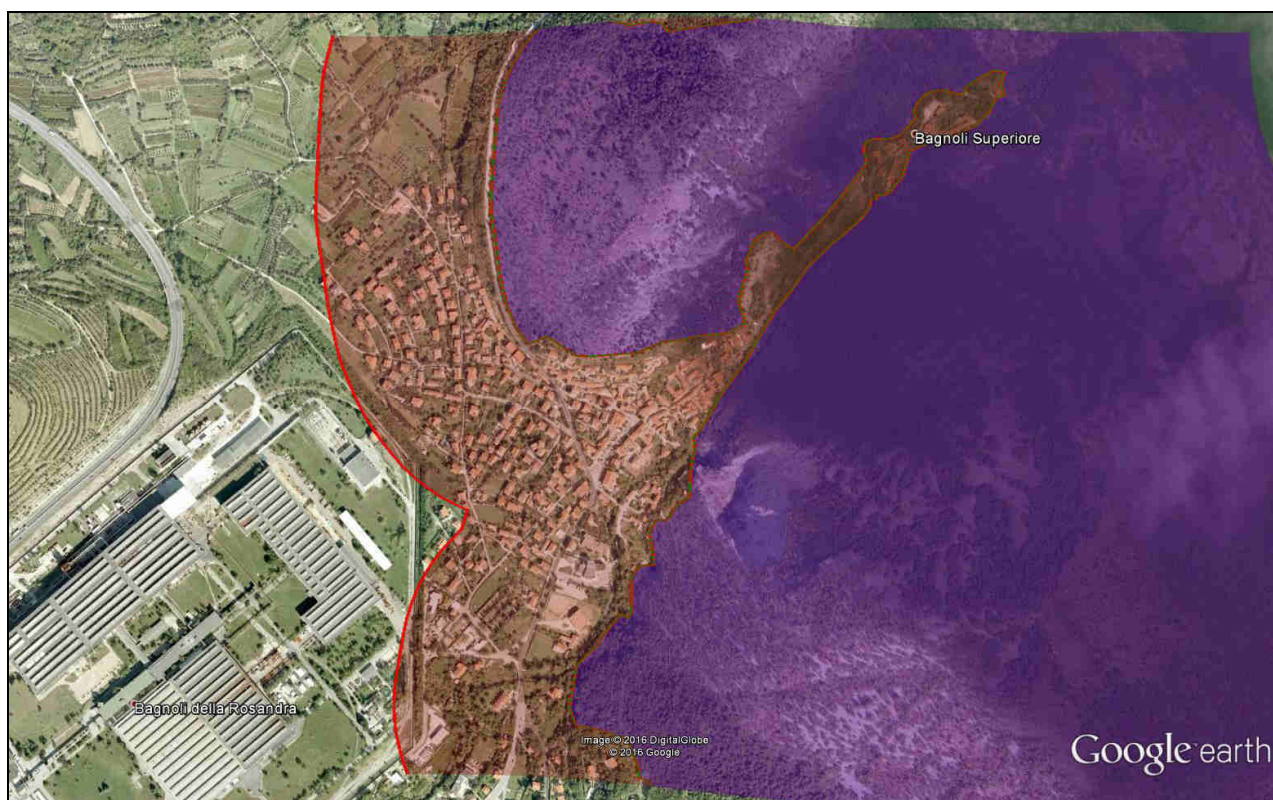 Bagnoli Superiore
Bagnoli della Rosandra
Image © 2016 DigitalGlobe
© 2016 Google
Google earth